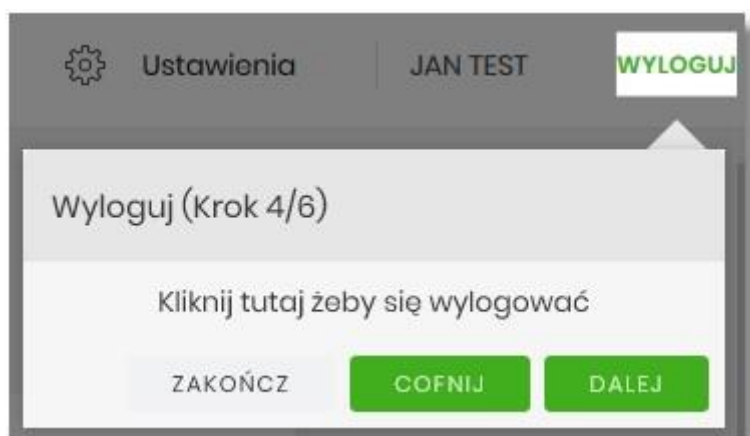 Ustawienia JAN TEST WYLOGUJ
Wyloguj (Krok 4/6)
Kliknij tutaj żeby się wylogować
ZAKOŃCZ COFNIJ DALEJ